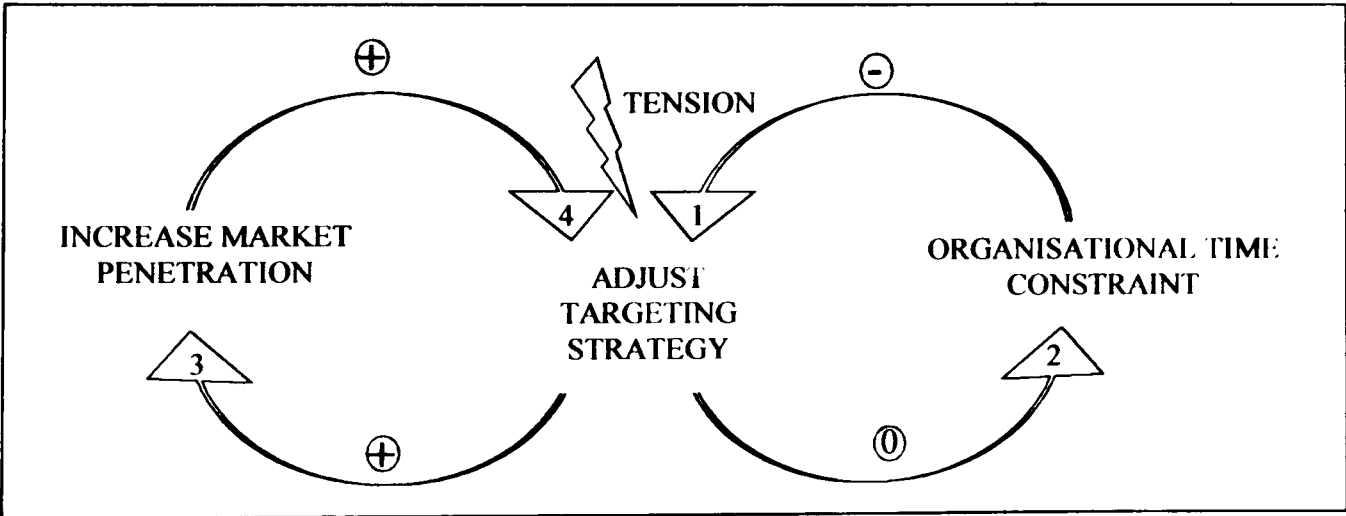 +
-
TENSION
4
1
INCREASE MARKET
PENETRATION
ORGANISATIONAL TIME
CONSTRAINT
ADJUST
TARGETING
STRATEGY
3
2
+
0